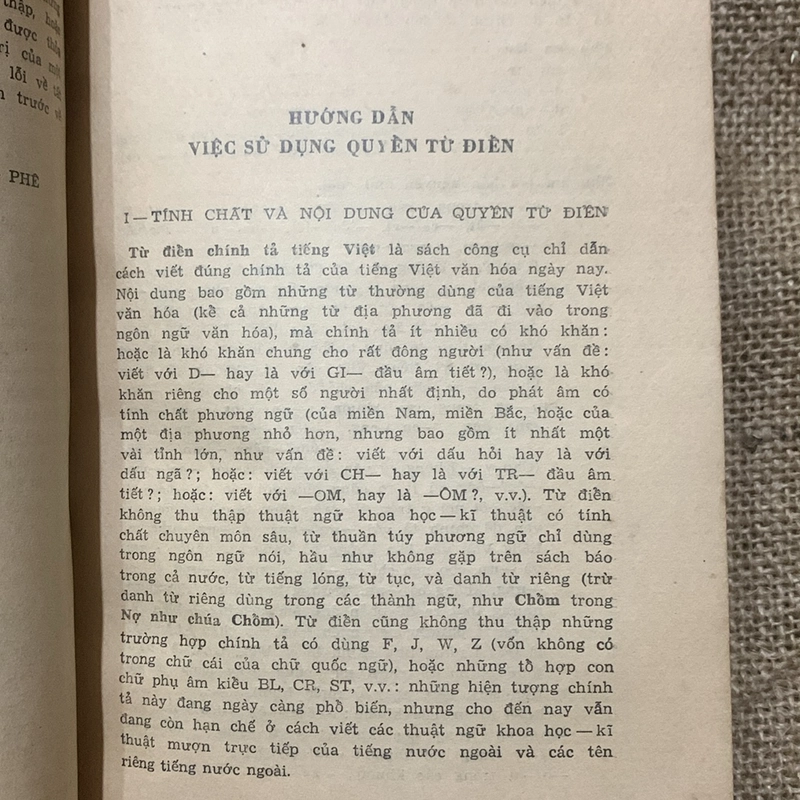 thập,
được
rị của một
lỗi về
n trước về
PHÊ
HƯỚNG DẪN
VIỆC SỬ DỤNG QUYỂN TỪ ĐIỂN
I — TÍNH CHẤT VÀ NỘI DUNG CỦA QUYỂN TỪ ĐIỂN
Từ điển chính tả tiếng Việt là sách công cụ chỉ dẫn
cách viết đúng chính tả của tiếng Việt văn hóa ngày nay.
Nội dung bao gồm những từ thường dùng của tiếng Việt
văn hóa (kể cả những từ địa phương đã đi vào trong
ngôn ngữ văn hóa), mà chính tả ít nhiều có khó khăn:
hoặc là khó khăn chung cho rất đông người (như vấn đề:
viết với D— hay là với GI— đầu âm tiết?), hoặc là khó
khăn riêng cho một số người nhất định, do phát âm có
tính chất phương ngữ (của miền Nam, miền Bắc, hoặc của
một địa phương nhỏ hơn, nhưng bao gồm ít nhất một
vài tỉnh lớn, như vấn đề: viết với dấu hỏi hay là với
dấu ngã?; hoặc: viết với CH— hay là với TR— đầu âm
tiết?; hoặc: viết với —OM, hay là —ÔM?, v.v.). Từ điển
không thu thập thuật ngữ khoa học — kĩ thuật có tính
chất chuyên môn sâu, từ thuần túy phương ngữ chỉ dùng
trong ngôn ngữ nói, hầu như không gặp trên sách báo
trong cả nước, từ tiếng lóng, từ tục, và danh từ riêng (trừ
danh từ riêng dùng trong các thành ngữ, như Chồm trong
Nợ như chúa Chồm). Từ điển cũng không thu thập những
trường hợp chính tả có dùng F, J, W, Z (vốn không có
trong chữ cái của chữ quốc ngữ), hoặc những tổ hợp con
chữ phụ âm kiểu BL, CR, ST, v.v.: những hiện tượng chính
tả này đang ngày càng phổ biến, nhưng cho đến nay vẫn
đang còn hạn chế ở cách viết các thuật ngữ khoa học — kĩ
thuật mượn trực tiếp của tiếng nước ngoài và các tên
riêng tiếng nước ngoài.